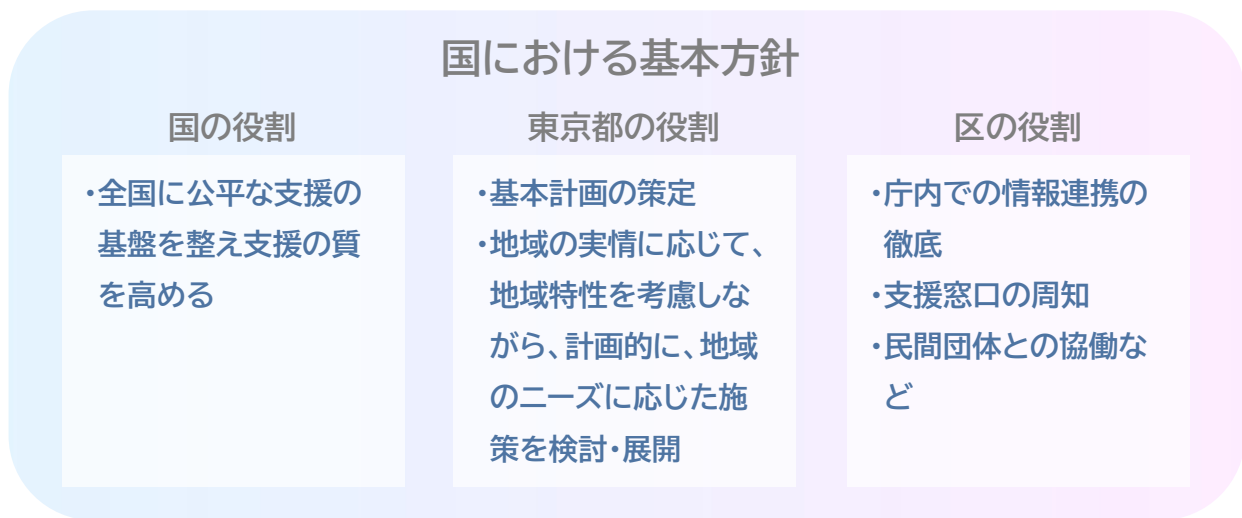 国における基本方針
国の役割
・全国に公平な支援の
基盤を整え支援の質
を高める
東京都の役割
・基本計画の策定
・地域の実情に応じて、
地域特性を考慮しな
がら、計画的に、地域
のニーズに応じた施
策を検討・展開
区の役割
・庁内での情報連携の
徹底
・支援窓口の周知
・民間団体との協働な
ど